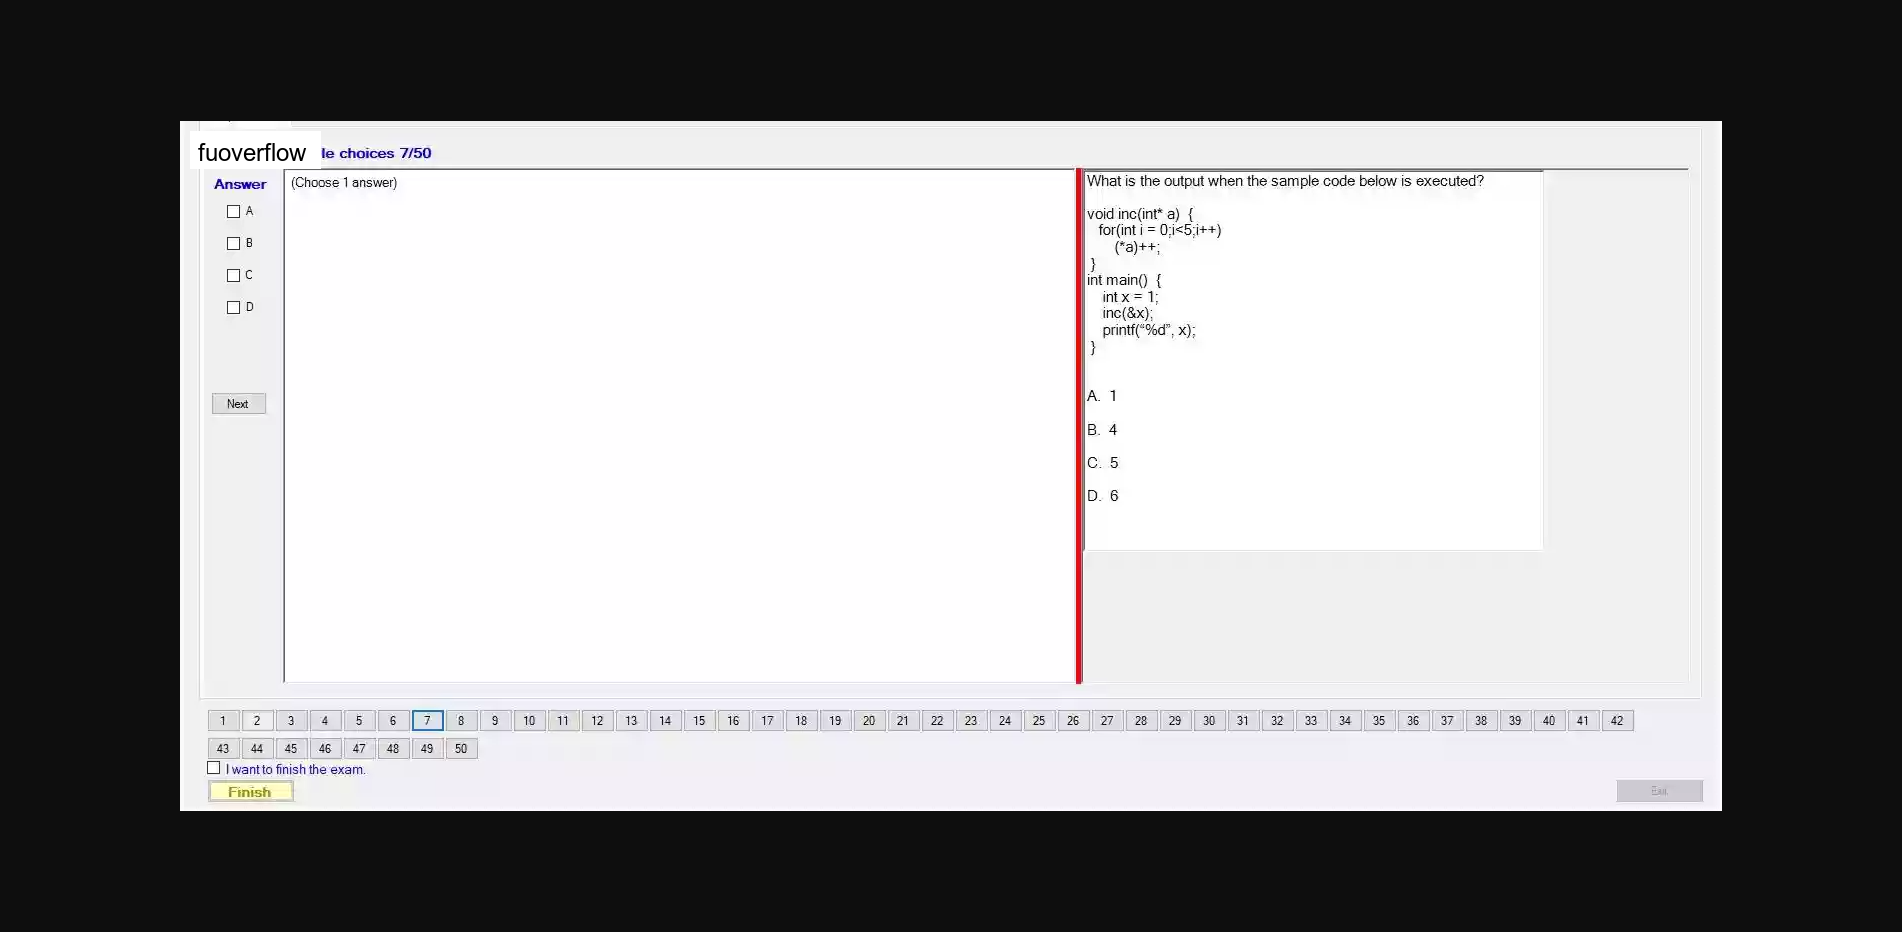 fuoverflow
le choices 7/50
Answer
(Choose 1 answer)
A
B
C
D
Next
What is the output when the sample code below is executed?
void inc(int* a) {
for(int i = 0;i<5;i++)
(*a)++;
}
int main() {
int x = 1;
inc(&x);
printf(“%d”, x);
}
A. 1
B. 4
C. 5
D. 6
1 2 3 4 5 6 7 8 9 10 11 12 13 14 15 16 17 18 19 20 21 22 23 24 25 26 27 28 29 30 31 32 33 34 35 36 37 38 39 40 41 42
43 44 45 46 47 48 49 50
I want to finish the exam.
Finish
Exit